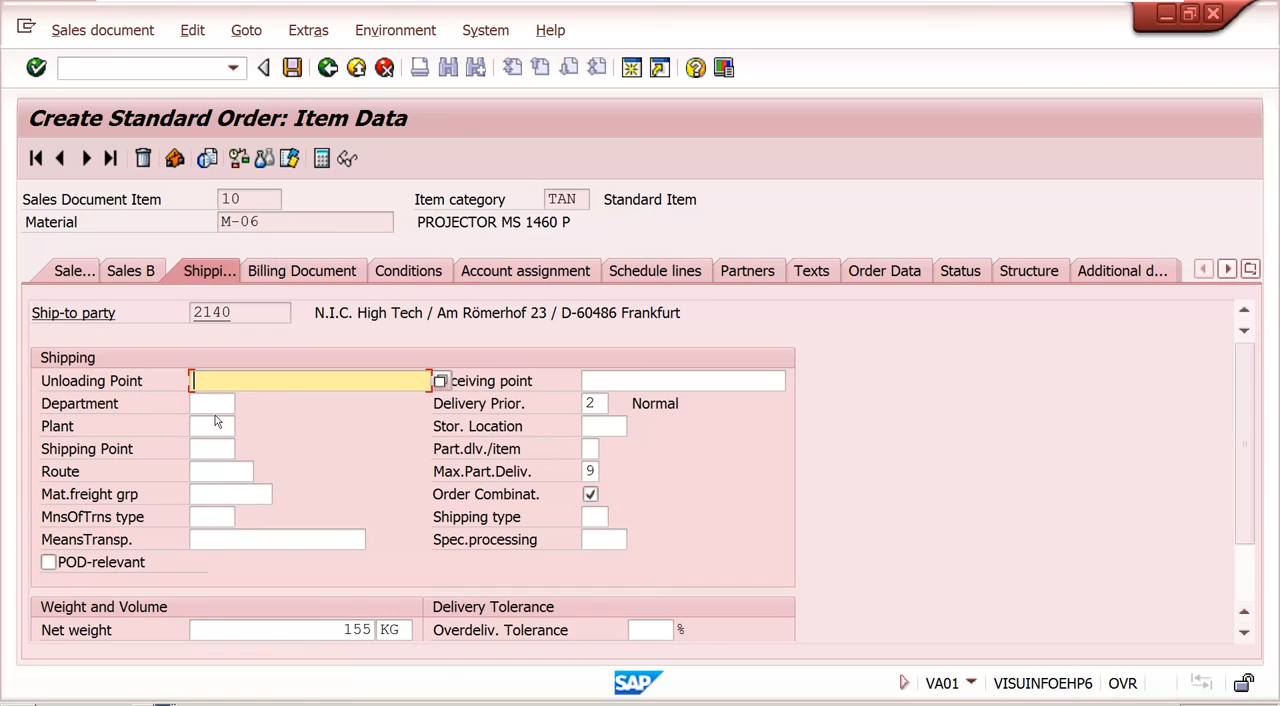 Sales document Edit Goto Extras Environment System Help
Create Standard Order: Item Data
Sales Document Item 10 Item category TAN Standard Item
Material M-06 PROJECTOR MS 1460 P
Sale... Sales B Shippi... Billing Document Conditions Account assignment Schedule lines Partners Texts Order Data Status Structure Additional d...
Ship-to party 2140 N.I.C. High Tech / Am Römerhof 23 / D-60486 Frankfurt
Shipping
Unloading Point ceiving point
Department Delivery Prior. 2 Normal
Plant Stor. Location
Shipping Point Part.dlv./item
Route Max.Part.Deliv. 9
Mat.freight grp Order Combinat.
MnsOfTrns type Shipping type
MeansTransp. Spec.processing
POD-relevant
Weight and Volume Delivery Tolerance
Net weight 155 KG Overdeliv. Tolerance %
SAP VA01 VISUINFOEHP6 OVR